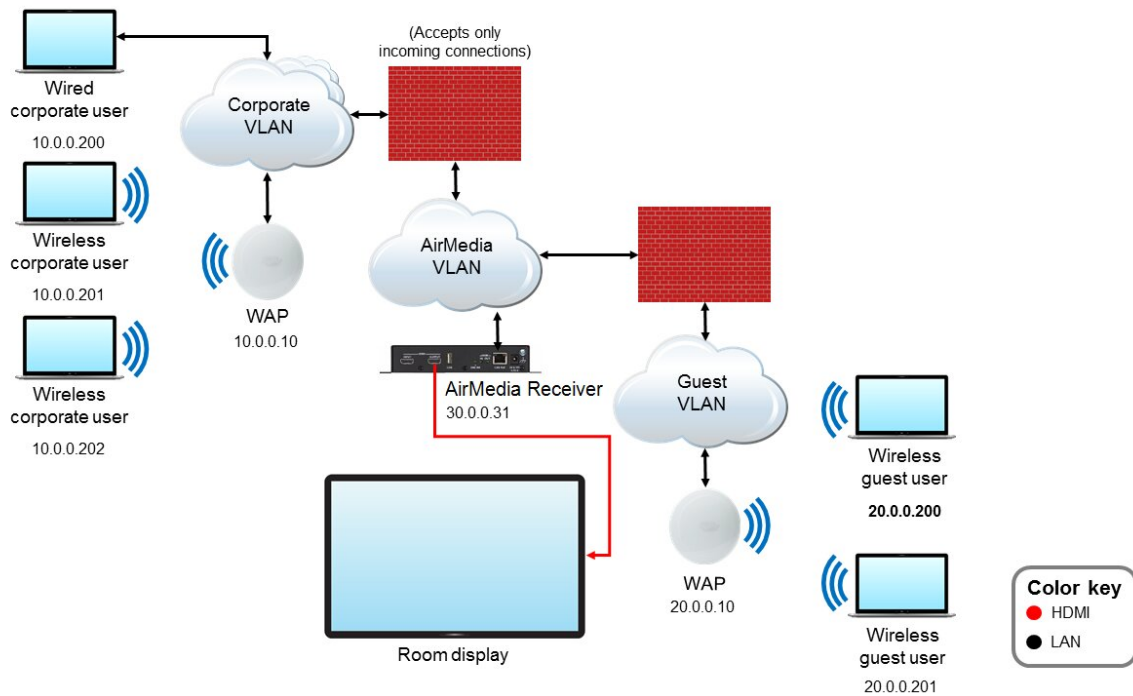 (Accepts only
incoming connections)
Wired
corporate user
10.0.0.200
Corporate
VLAN
Wireless
corporate user
10.0.0.201
WAP
10.0.0.10
AirMedia
VLAN
Wireless
corporate user
10.0.0.202
AirMedia Receiver
30.0.0.31
Guest
VLAN
Wireless
guest user
20.0.0.200
WAP
20.0.0.10
Room display
Wireless
guest user
20.0.0.201
Color key
HDMI
LAN